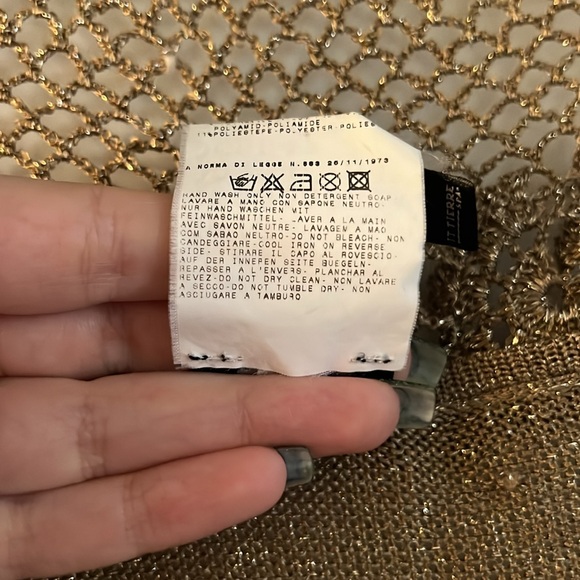 POLYAMID-POLIAMIDE
11%POLIESTEFE-POLYESTER-POLIES
A NORMA DI LEGGE N.883 26/11/1973
HAND WASH ONLY NON DETERGENT SOAP
LAVARE A MANO CON SAPONE NEUTRO-
NUR HAND WASCHEN MIT
FEINWASCHMITTEL- LAVER A LA MAIN
AVEC SAVON NEUTRE- LAVAGEM A MAO
COM SABAO NELTRO-DO NOT BLEACH- NON
CANDEGGIARE-COOL IRON ON REVERSE
SIDE- STIRARE IL CAPO AL ROVESCIO-
AUF DER INNEFEN SEITE BUEGELN-
REPASSER A L'ENVERS- PLANCHAR AL
REVEZ-DO NOT DRY CLEAN- NON LAVARE
A SECCO-DO NOT TUMBLE DRY- NON
ASCIUGARE A TAMBURO